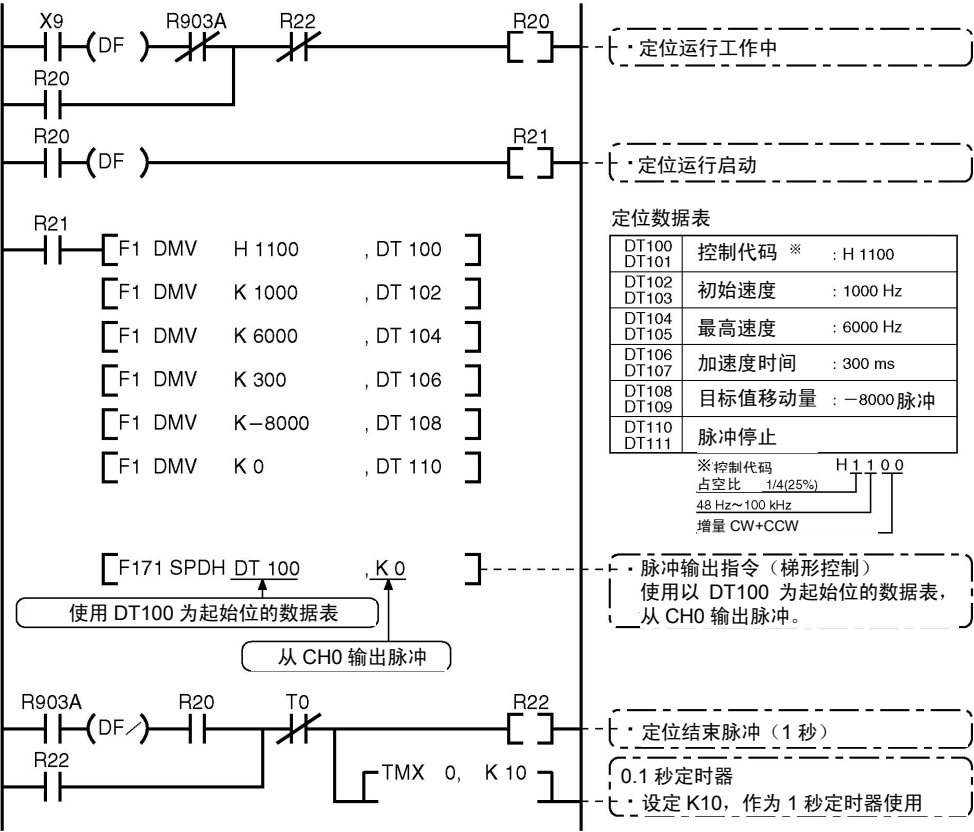 X9 R903A R22 R20
(DF )
· 定位运行工作中
R20
R20 R21
(DF )
· 定位运行启动
R21
F1 DMV H 1100 , DT 100
F1 DMV K 1000 , DT 102
F1 DMV K 6000 , DT 104
F1 DMV K 300 , DT 106
F1 DMV K−8000 , DT 108
F1 DMV K 0 , DT 110
定位数据表
DT100
DT101
控制代码 ※ : H 1100
DT102
DT103
初始速度 : 1000 Hz
DT104
DT105
最高速度 : 6000 Hz
DT106
DT107
加速度时间 : 300 ms
DT108
DT109
目标值移动量 : −8000 脉冲
DT110
DT111
脉冲停止
※控制代码 H 1 1 0 0
占空比 1/4(25%)
48 Hz～100 kHz
增量 CW+CCW
F171 SPDH DT 100 , K 0
使用 DT100 为起始位的数据表
从 CH0 输出脉冲
· 脉冲输出指令（梯形控制）
使用以 DT100 为起始位的数据表，
从 CH0 输出脉冲。
R903A R20 T0 R22
(DF/ )
· 定位结束脉冲（1 秒）
R22
TMX 0, K 10
0.1 秒定时器
· 设定 K10，作为 1 秒定时器使用